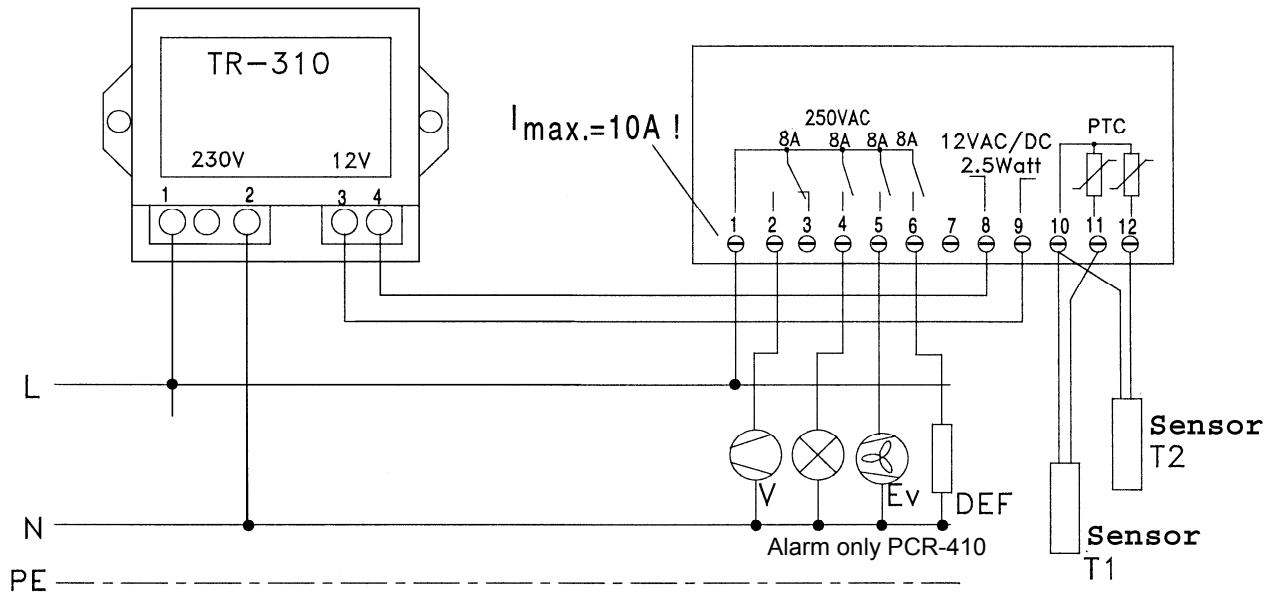 TR-310
230V 12V
1 2 3 4
I max.=10A !
250VAC
8A 8A 8A 8A
12VAC/DC
2.5Watt
PTC
1 2 3 4 5 6 7 8 9 10 11 12
L
N
PE
V
Ev
DEF
Alarm only PCR-410
Sensor
T2
Sensor
T1